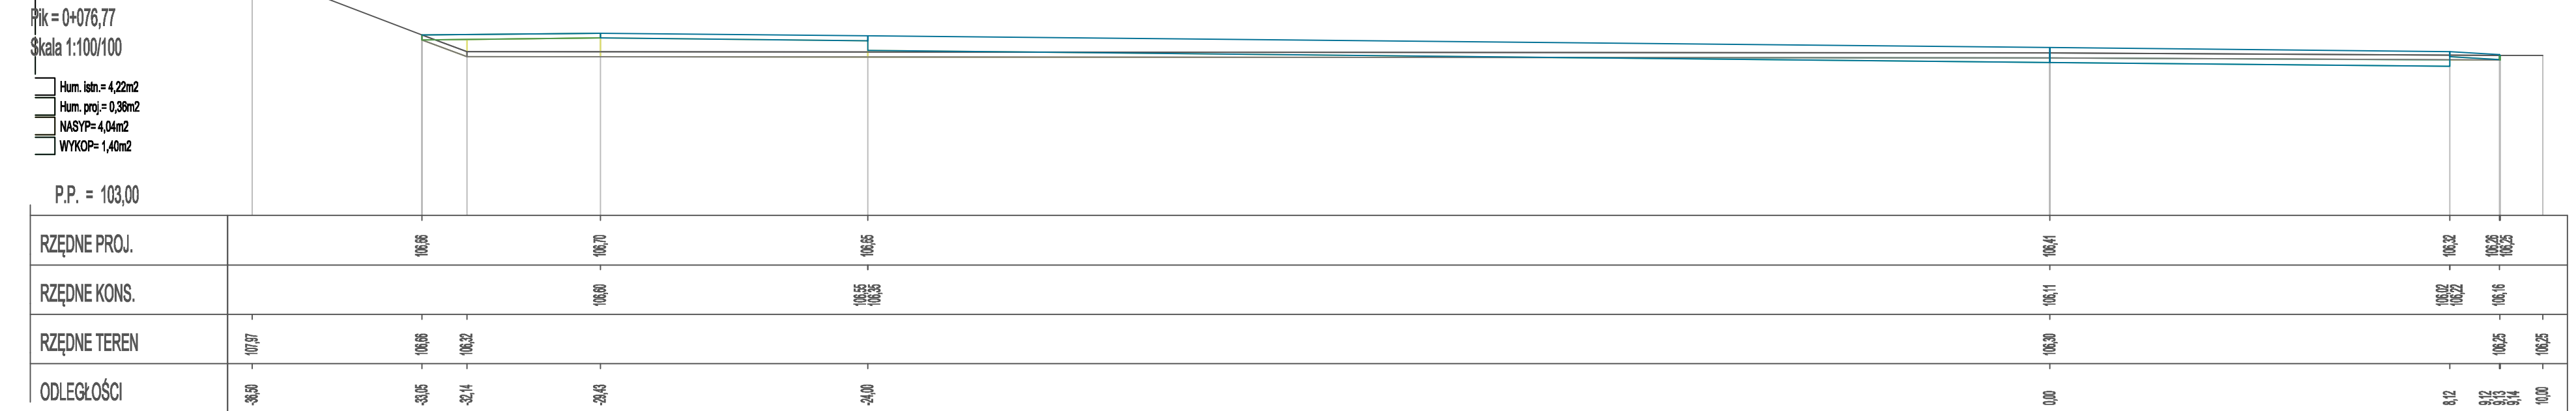 Pik = 0+076,77
Skala 1:100/100
Hum. istn.= 4,22m2
Hum. proj.= 0,36m2
NASYP= 4,04m2
WYKOP= 1,40m2
P.P. = 103,00
RZĘDNE PROJ. 106,66 106,70 106,65 106,41 106,32 106,26 106,25
RZĘDNE KONS. 106,60 106,55 106,35 106,11 106,02 106,22 106,16
RZĘDNE TEREN 107,97 106,66 106,32 106,30 106,25 106,25
ODLEGŁOŚCI -36,50 -33,05 -32,14 -29,43 -24,00 0,00 8,12 9,12 9,13 9,14 10,00